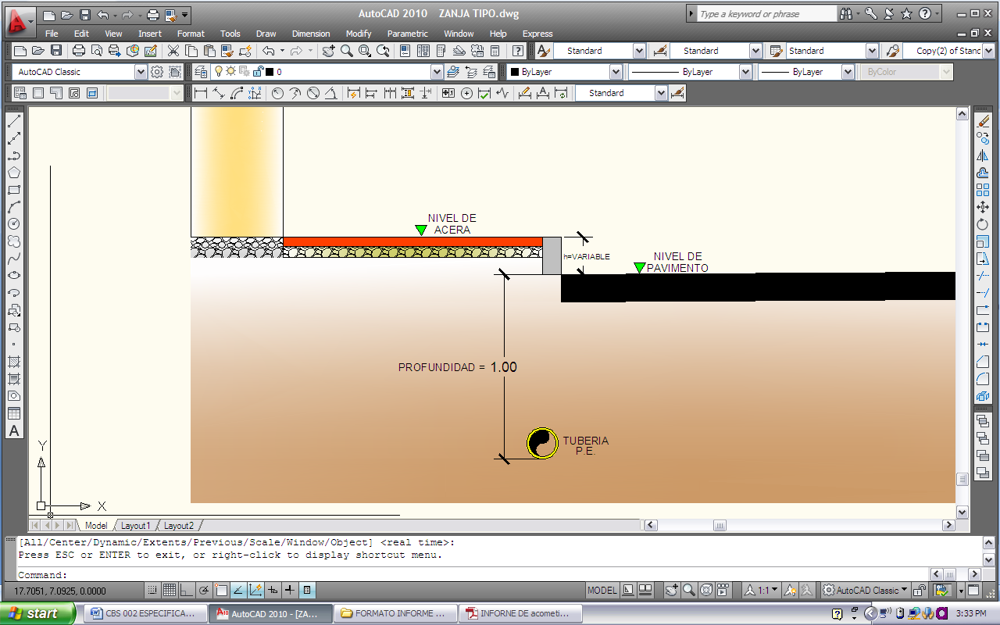 AutoCAD 2010 ZANJA TIPO.dwg
Type a keyword or phrase
File Edit View Insert Format Tools Draw Dimension Modify Parametric Window Help Express
Standard Standard Standard Copy(2) of Stanc
AutoCAD Classic 0 ByLayer ByLayer ByLayer ByColor
Standard
NIVEL DE
ACERA
h=VARIABLE
NIVEL DE
PAVIMENTO
PROFUNDIDAD = 1.00
TUBERIA
P.E.
Y
X
Model Layout1 Layout2
[All/Center/Dynamic/Extents/Previous/Scale/Window/Object] <real time>:
Press ESC or ENTER to exit, or right-click to display shortcut menu.
Command:
17.7051, 7.0925, 0.0000 MODEL 1:1 AutoCAD Classic
start CBS 002 ESPECIFICA... AutoCAD 2010 - [ZA... FORMATO INFORME ... INFORNE DE acometi... 3:33 PM